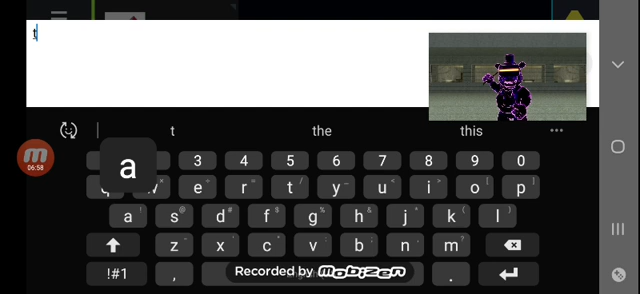 t
t the this
a
3 4 5 6 7 8 9 0
06:58
e r t y u i o p
a s d f g h j k l
z x c v b n m
!#1 , .
Recorded by MOBIZEN